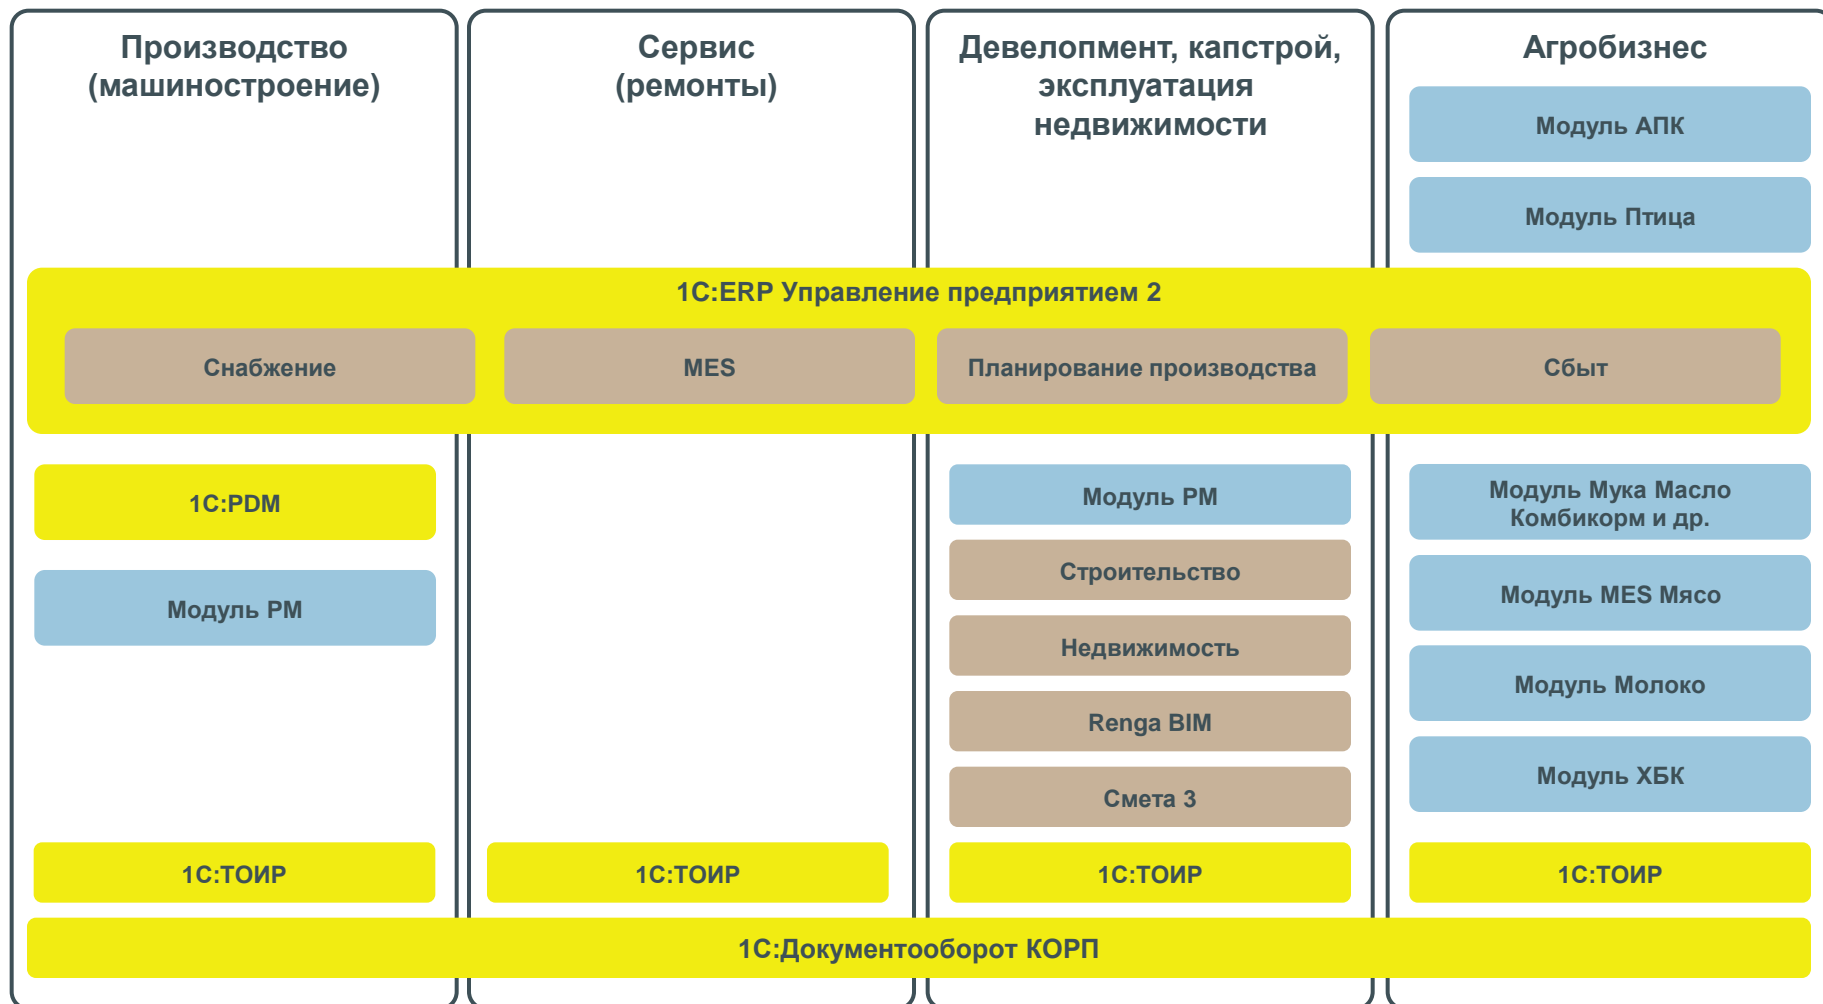 Производство
(машиностроение)
Сервис
(ремонты)
Девелопмент, капстрой,
эксплуатация
недвижимости
Агробизнес
Модуль АПК
Модуль Птица
1С:ERP Управление предприятием 2
Снабжение
MES
Планирование производства
Сбыт
1С:PDM
Модуль РМ
1С:ТОИР
1С:ТОИР
Модуль РМ
Строительство
Недвижимость
Renga BIM
Смета 3
1С:ТОИР
Модуль Мука Масло
Комбикорм и др.
Модуль MES Мясо
Модуль Молоко
Модуль ХБК
1С:ТОИР
1С:Документооборот КОРП